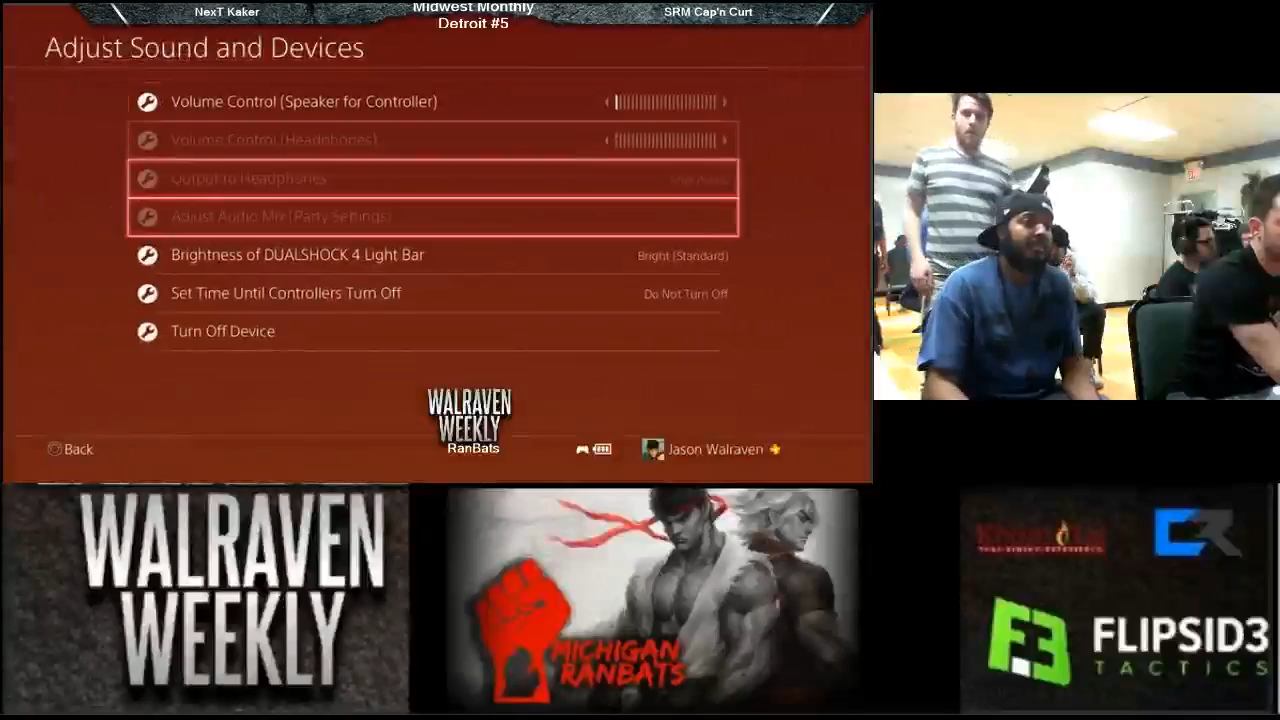 NexT Kaker
Midwest Monthly
Detroit #5
SRM Cap'n Curt
Adjust Sound and Devices
Volume Control (Speaker for Controller)
Volume Control (Headphones)
Output to Headphones
Adjust Audio Mix (Party Settings)
Brightness of DUALSHOCK 4 Light Bar
Bright (Standard)
Set Time Until Controllers Turn Off
Do Not Turn Off
Turn Off Device
WALRAVEN
WEEKLY
RanBats
Back
Jason Walraven
WALRAVEN
WEEKLY
MICHIGAN
RANBATS
CR
F3
FLIPSID3
TACTICS